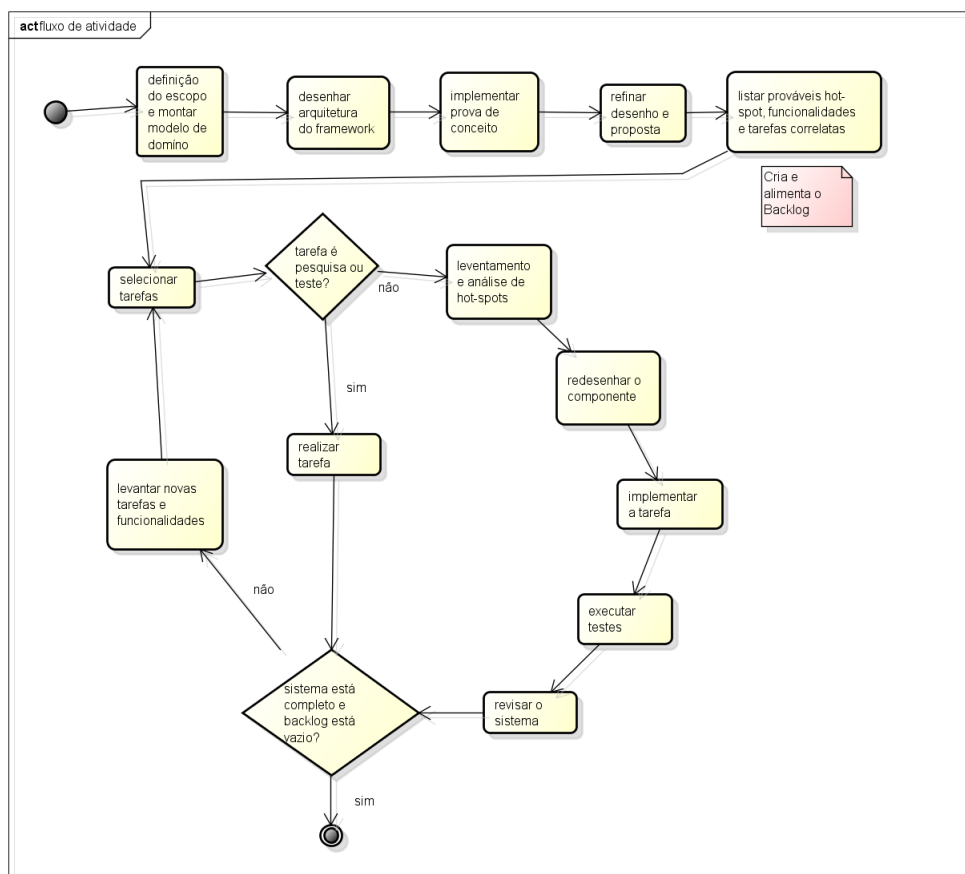 act fluxo de atividade
definição
do escopo
e montar
modelo de
domíno
desenhar
arquitetura
do framework
implementar
prova de
conceito
refinar
desenho e
proposta
listar prováveis hot-
spot, funcionalidades
e tarefas correlatas
Cria e
alimenta o
Backlog
selecionar
tarefas
tarefa é
pesquisa ou
teste?
não
leventamento
e análise de
hot-spots
redesenhar o
componente
sim
realizar
tarefa
levantar novas
tarefas e
funcionalidades
implementar
a tarefa
não
executar
testes
sistema está
completo e
backlog está
vazio?
revisar o
sistema
sim